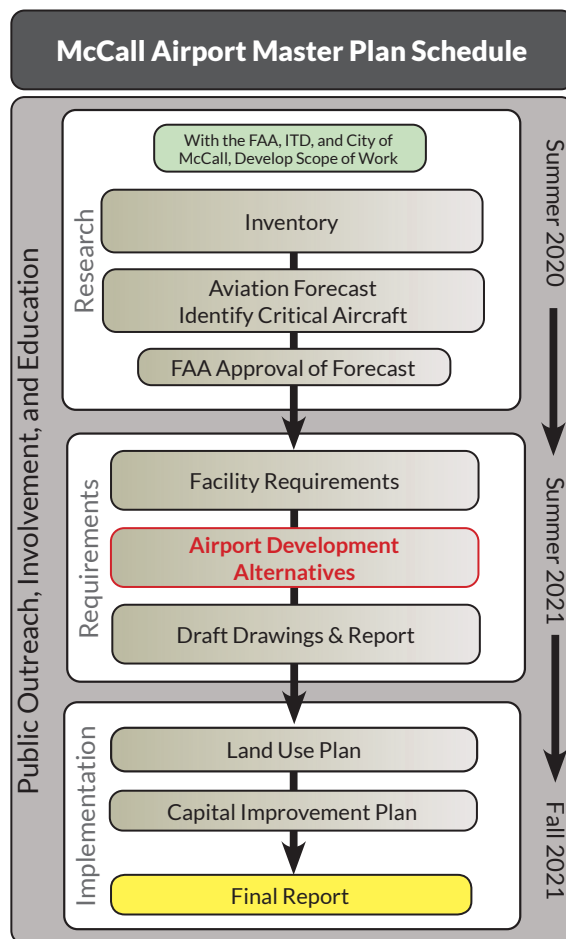 McCall Airport Master Plan Schedule
Public Outreach, Involvement, and Education
Research
With the FAA, ITD, and City of
McCall, Develop Scope of Work
Inventory
Aviation Forecast
Identify Critical Aircraft
FAA Approval of Forecast
Summer 2020
Requirements
Facility Requirements
Airport Development
Alternatives
Draft Drawings & Report
Summer 2021
Implementation
Land Use Plan
Capital Improvement Plan
Final Report
Fall 2021